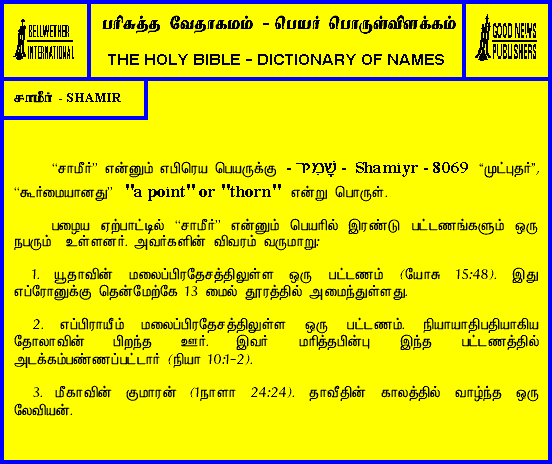 BELLWETHER
INTERNATIONAL
பரிசுத்த வேதாகமம் - பெயர் பொருள்விளக்கம்
THE HOLY BIBLE - DICTIONARY OF NAMES
GOOD NEWS
PUBLISHERS
சாமீர் - SHAMIR
“சாமீர்” என்னும் எபிரெய பெயருக்கு - שָׁמִיר - Shamiyr - 8069 “முட்புதர்”,
“கூர்மையானது” "a point" or "thorn" என்று பொருள்.
பழைய ஏற்பாட்டில் “சாமீர்” என்னும் பெயரில் இரண்டு பட்டணங்களும் ஒரு
நபரும் உள்ளனர். அவர்களின் விவரம் வருமாறு:
1. யூதாவின் மலைப்பிரதேசத்திலுள்ள ஒரு பட்டணம் (யோசு 15:48). இது
எப்ரோனுக்கு தென்மேற்கே 13 மைல் தூரத்தில் அமைந்துள்ளது.
2. எப்பிராயீம் மலைப்பிரதேசத்திலுள்ள ஒரு பட்டணம். நியாயாதிபதியாகிய
தோலாவின் பிறந்த ஊர். இவர் மரித்தபின்பு இந்த பட்டணத்தில்
அடக்கம்பண்ணப்பட்டார் (நியா 10:1-2).
3. மீகாவின் குமாரன் (1நாளா 24:24). தாவீதின் காலத்தில் வாழ்ந்த ஒரு
லேவியன்.